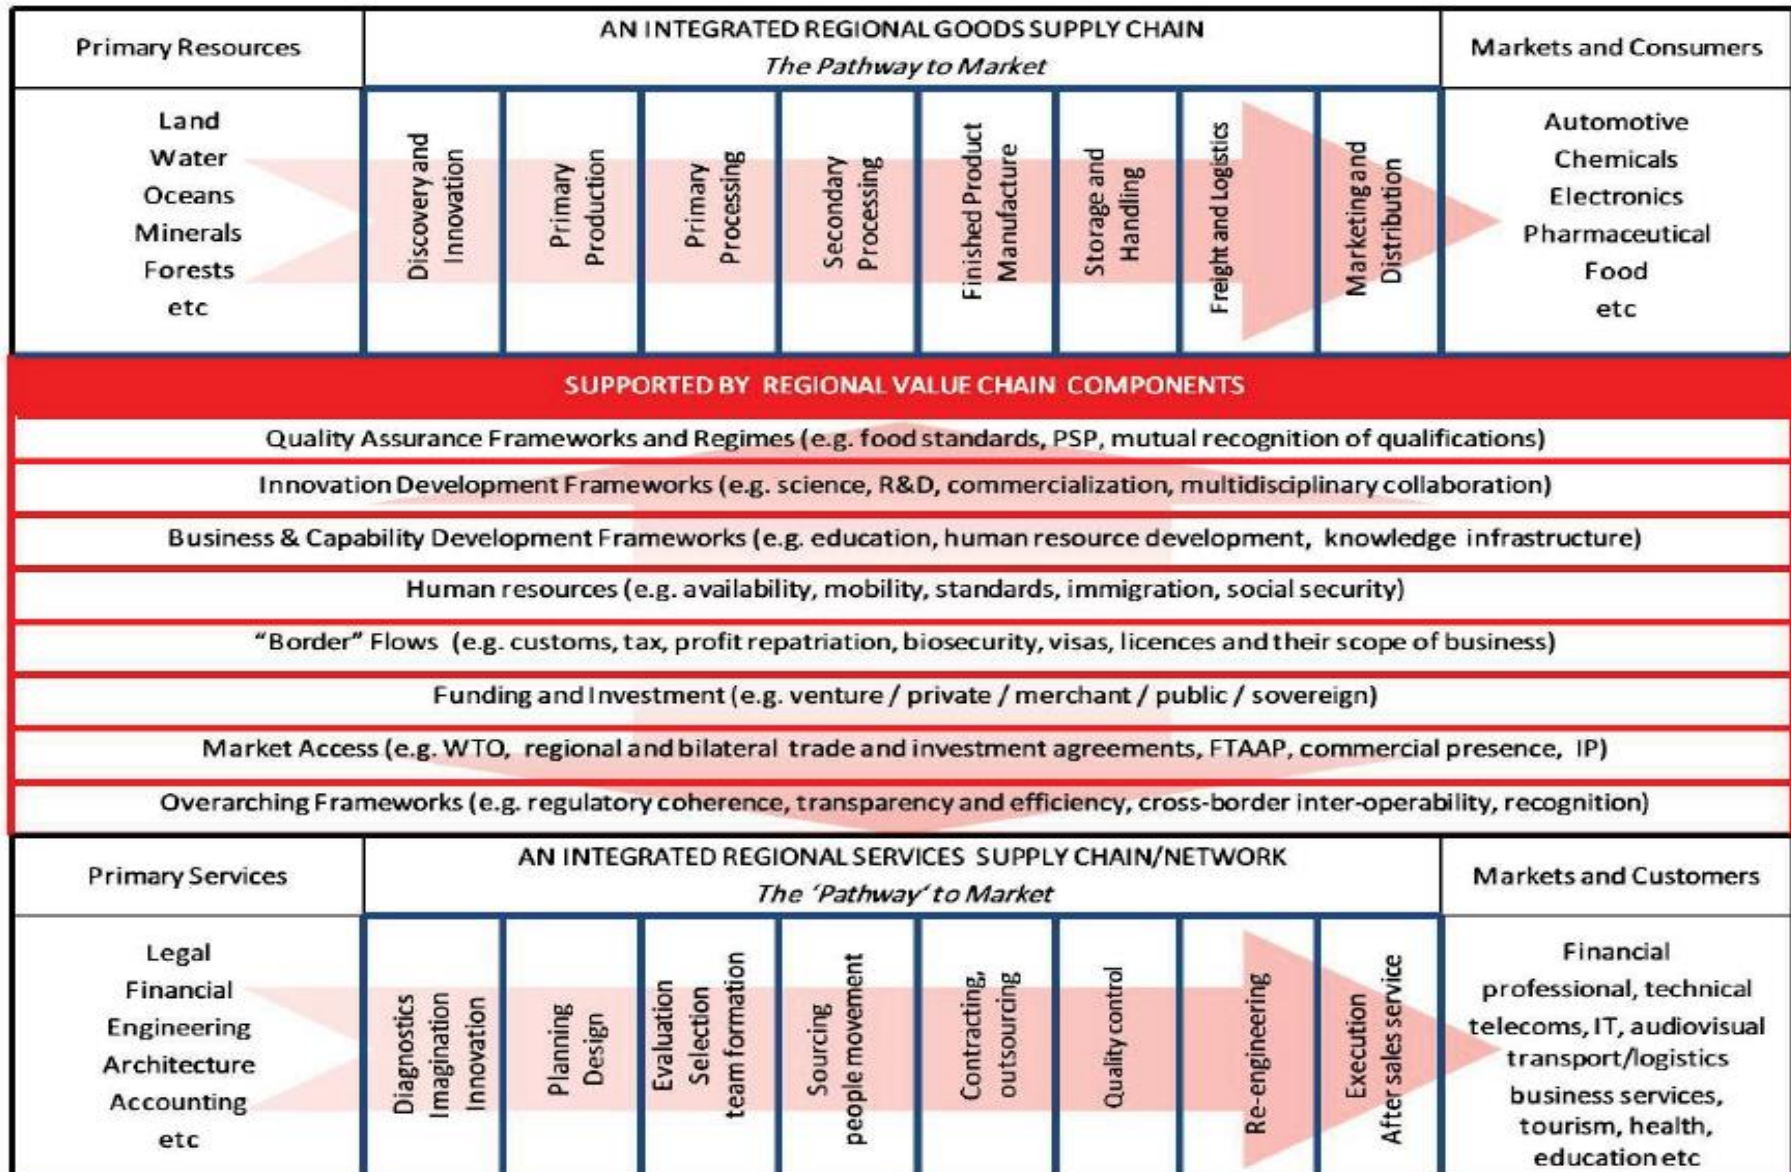 Primary Resources
AN INTEGRATED REGIONAL GOODS SUPPLY CHAIN
The Pathway to Market
Markets and Consumers
Land
Water
Oceans
Minerals
Forests
etc
Discovery and
Innovation
Primary
Production
Primary
Processing
Secondary
Processing
Finished Product
Manufacture
Storage and
Handling
Freight and Logistics
Marketing and
Distribution
Automotive
Chemicals
Electronics
Pharmaceutical
Food
etc
SUPPORTED BY REGIONAL VALUE CHAIN COMPONENTS
Quality Assurance Frameworks and Regimes (e.g. food standards, PSP, mutual recognition of qualifications)
Innovation Development Frameworks (e.g. science, R&D, commercialization, multidisciplinary collaboration)
Business & Capability Development Frameworks (e.g. education, human resource development, knowledge infrastructure)
Human resources (e.g. availability, mobility, standards, immigration, social security)
“Border” Flows (e.g. customs, tax, profit repatriation, biosecurity, visas, licences and their scope of business)
Funding and Investment (e.g. venture / private / merchant / public / sovereign)
Market Access (e.g. WTO, regional and bilateral trade and investment agreements, FTAAP, commercial presence, IP)
Overarching Frameworks (e.g. regulatory coherence, transparency and efficiency, cross-border inter-operability, recognition)
Primary Services
AN INTEGRATED REGIONAL SERVICES SUPPLY CHAIN/NETWORK
The ‘Pathway’ to Market
Markets and Customers
Legal
Financial
Engineering
Architecture
Accounting
etc
Diagnostics
Imagination
Innovation
Planning
Design
Evaluation
Selection
team formation
Sourcing
people movement
Contracting,
outsourcing
Quality control
Re-engineering
Execution
After sales service
Financial
professional, technical
telecoms, IT, audiovisual
transport/logistics
business services,
tourism, health,
education etc